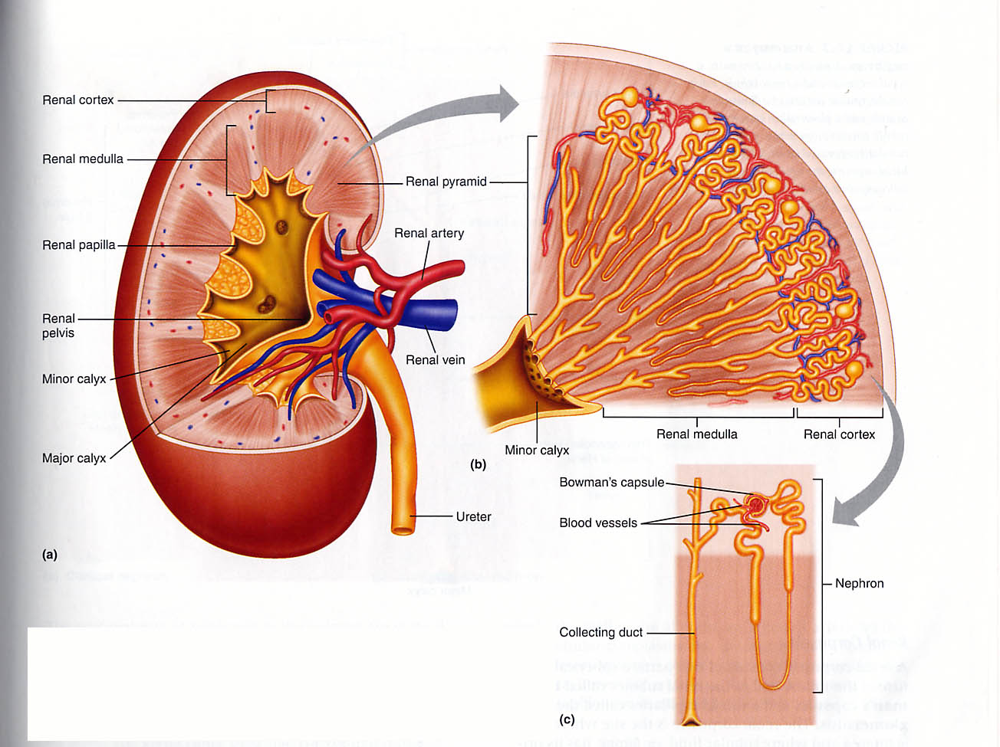 Renal cortex
Renal medulla
Renal papilla
Renal
pelvis
Minor calyx
Major calyx
(a)
Renal pyramid
Renal artery
Renal vein
Ureter
Minor calyx
(b)
Renal medulla
Renal cortex
Bowman's capsule
Blood vessels
Nephron
Collecting duct
(c)